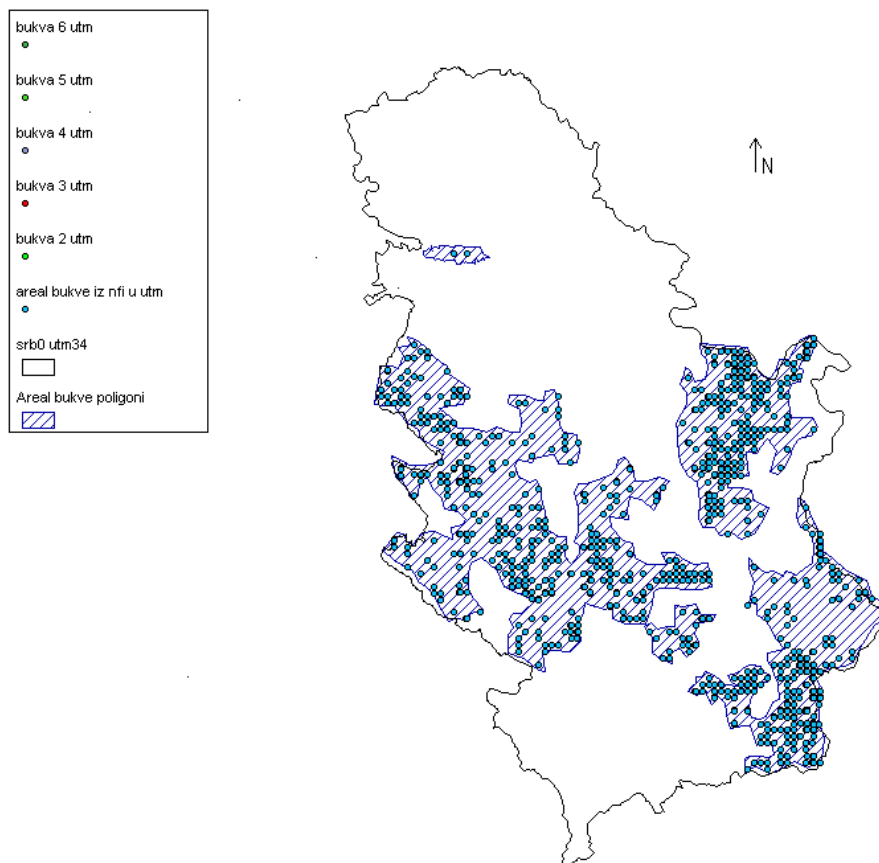 bukva 6 utm
bukva 5 utm
bukva 4 utm
bukva 3 utm
bukva 2 utm
areal bukve iz nfi u utm
srb0 utm34
Areal bukve poligoni
N